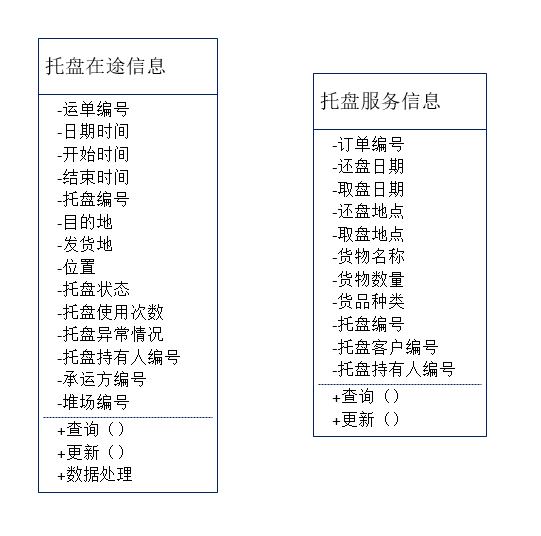 托盘在途信息
-运单编号
-日期时间
-开始时间
-结束时间
-托盘编号
-目的地
-发货地
-位置
-托盘状态
-托盘使用次数
-托盘异常情况
-托盘持有人编号
-承运方编号
-堆场编号
+查询（）
+更新（）
+数据处理
托盘服务信息
-订单编号
-还盘日期
-取盘日期
-还盘地点
-取盘地点
-货物名称
-货物数量
-货品种类
-托盘编号
-托盘客户编号
-托盘持有人编号
+查询（）
+更新（）